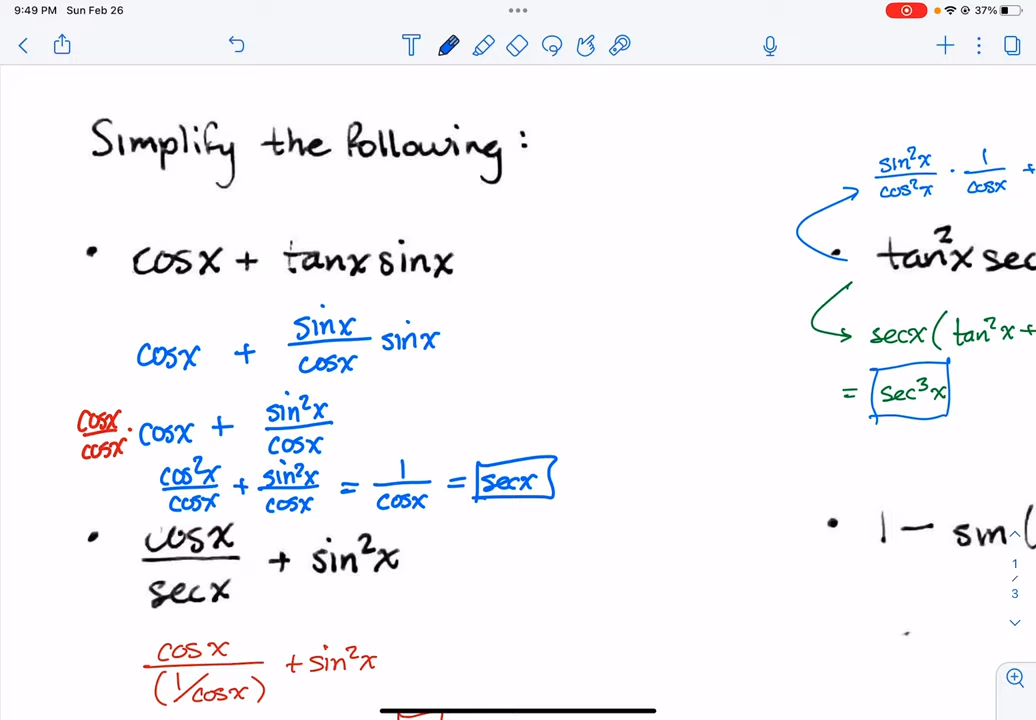 9:49 PM Sun Feb 26
37%
T
Simplify the following:
• cosx + tanx sinx
cosx + sinx/cosx sinx
cosx/cosx · cosx + sin²x/cosx
cos²x/cosx + sin²x/cosx = 1/cosx = secx
• cosx/secx + sin²x
cosx/(1/cosx) + sin²x
sin²x/cos²x · 1/cosx +
• tan²x sec
secx (tan²x +
= sec³x
• 1 – sin(
1
/
3